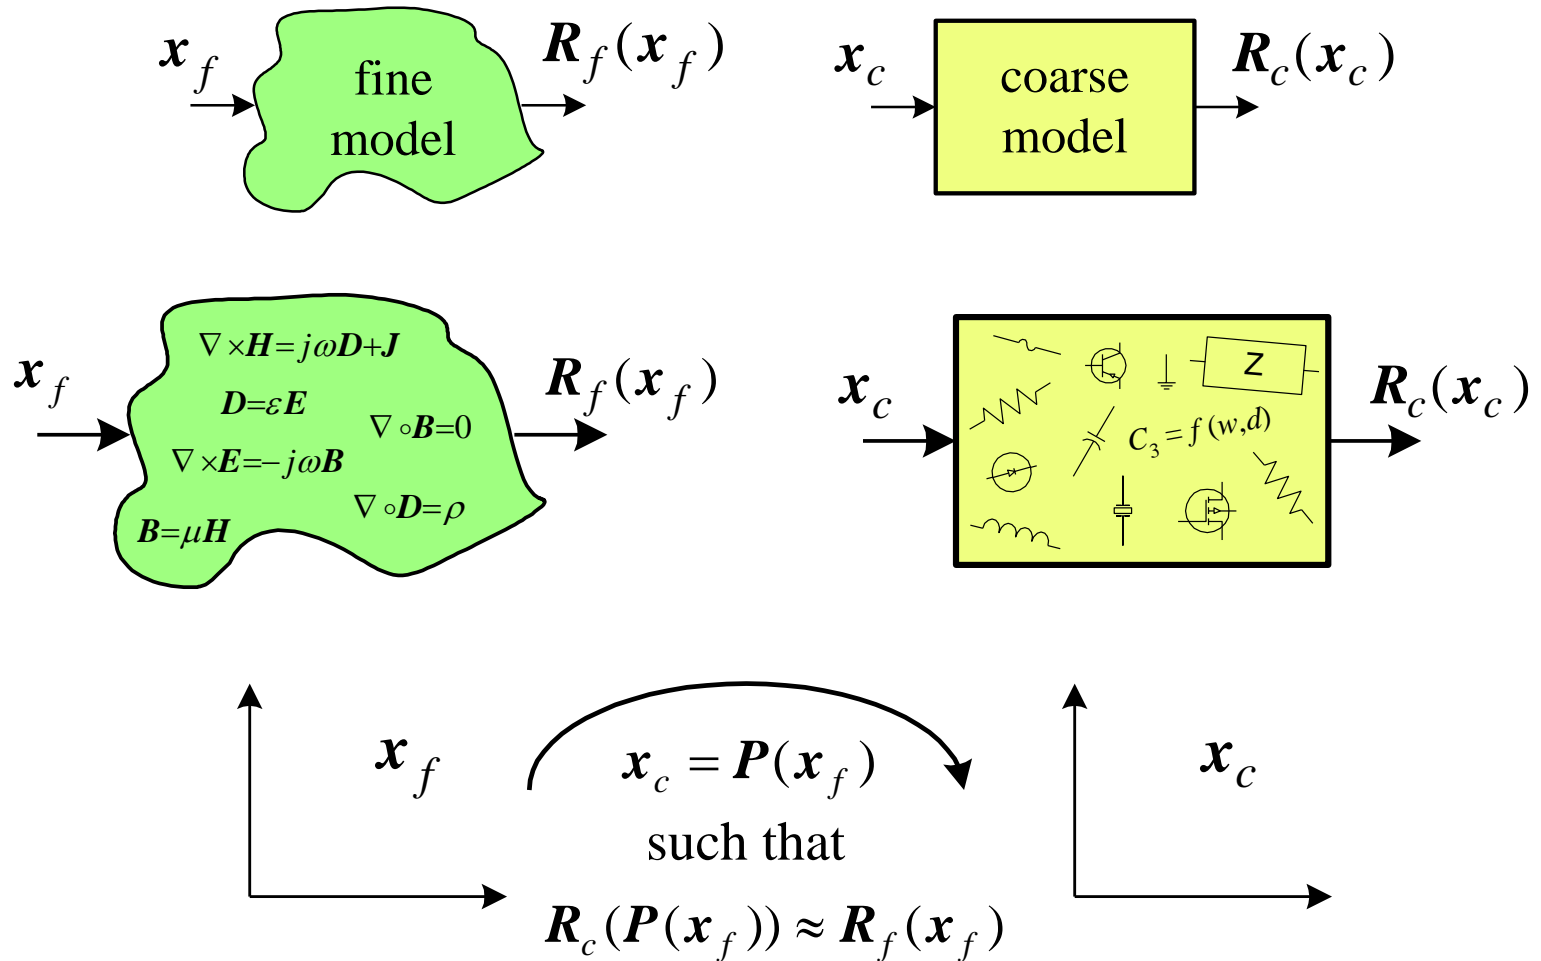 x_f
fine
model
R_f(x_f)
x_c
coarse
model
R_c(x_c)
x_f
∇×H=jωD+J
D=εE
∇∘B=0
∇×E=−jωB
∇∘D=ρ
B=μH
R_f(x_f)
x_c
Z
C_3=f(w,d)
R_c(x_c)
x_f
x_c = P(x_f)
such that
R_c(P(x_f)) ≈ R_f(x_f)
x_c